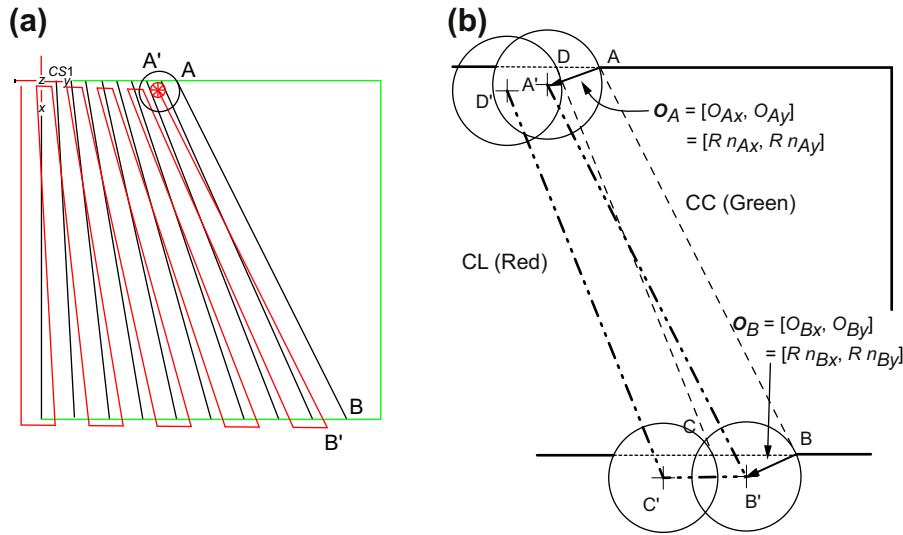 (a)
CS1
z
y
x
A'
A
B
B'
(b)
D
A
D'
A'
O_A = [O_Ax, O_Ay]
= [R n_Ax, R n_Ay]
CC (Green)
CL (Red)
O_B = [O_Bx, O_By]
= [R n_Bx, R n_By]
C
B
C'
B'